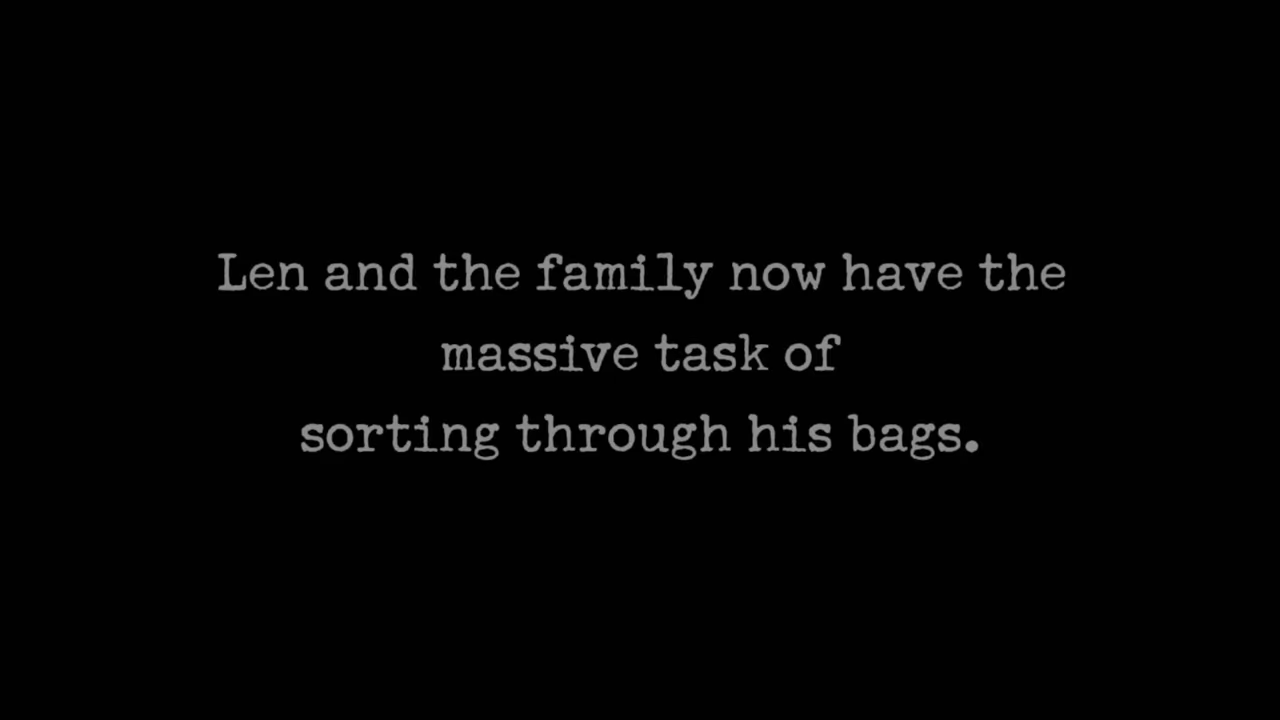 Len and the family now have the
massive task of
sorting through his bags.